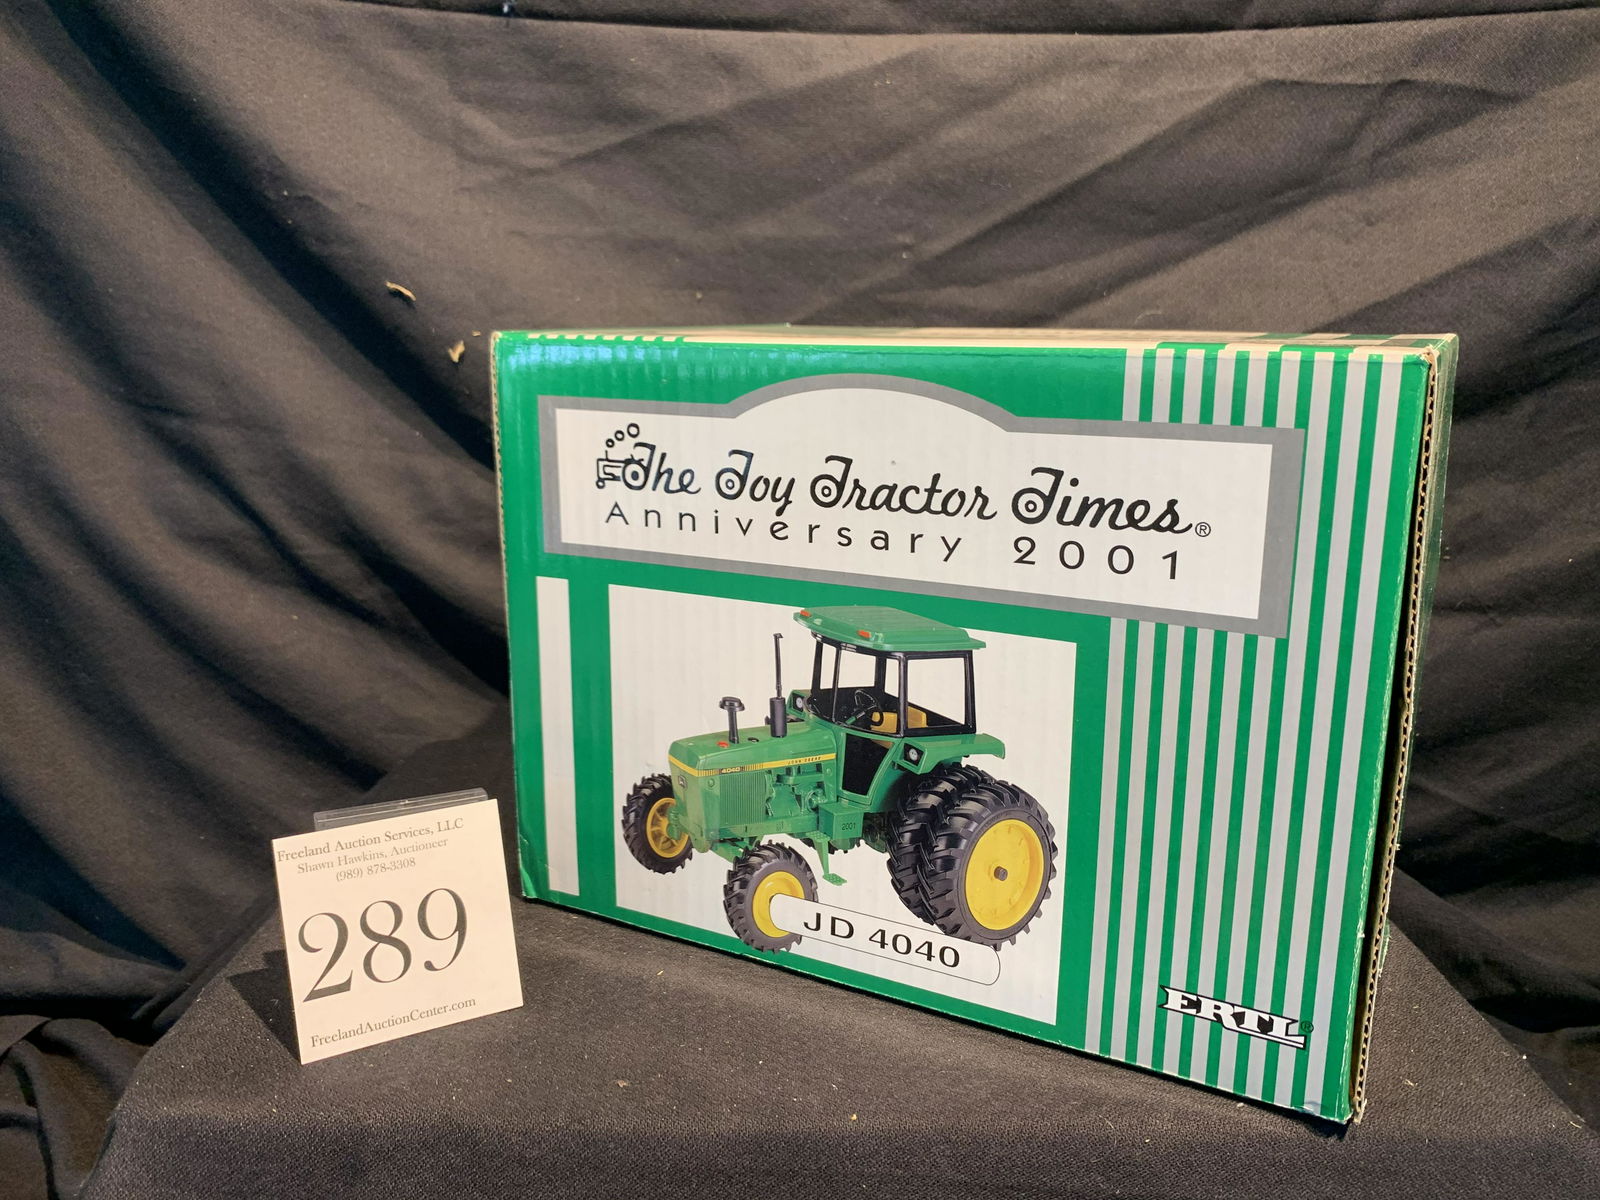 The Toy Tractor Times®
Anniversary 2001
4040
JOHN DEERE
2001
JD 4040
ERTL®
Freeland Auction Services, LLC
Shawn Hawkins, Auctioneer
(989) 878-3308
289
FreelandAuctionCenter.com